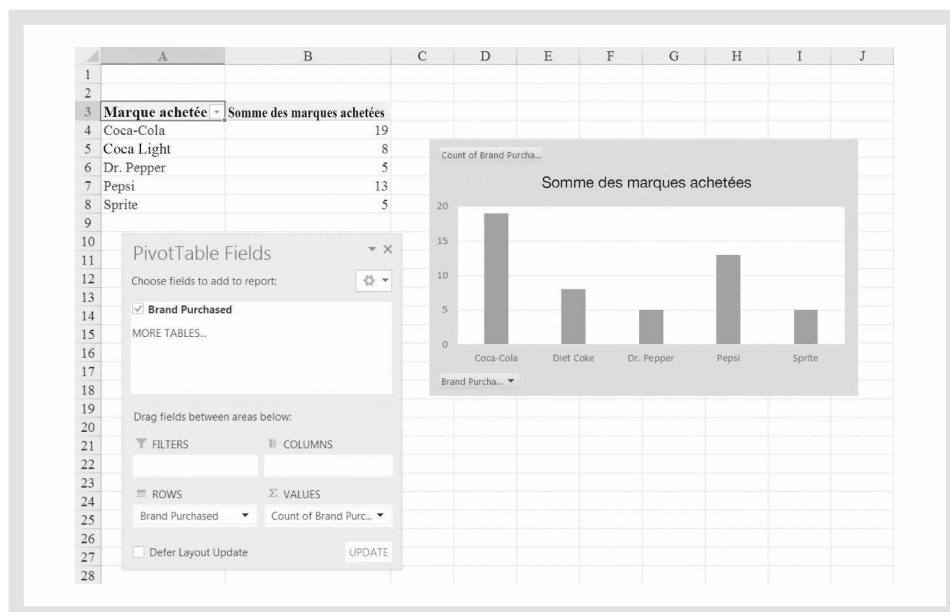 A B C D E F G H I J
1
2
3 Marque achetée Somme des marques achetées
4 Coca-Cola 19
5 Coca Light 8
6 Dr. Pepper 5
7 Pepsi 13
8 Sprite 5
9
10
11
12
13
14
15
16
17
18
19
20
21
22
23
24
25
26
27
28
Count of Brand Purcha...
Somme des marques achetées
20
15
10
5
0
Coca-Cola Diet Coke Dr. Pepper Pepsi Sprite
Brand Purcha...
PivotTable Fields
Choose fields to add to report:
Brand Purchased
MORE TABLES...
Drag fields between areas below:
FILTERS COLUMNS
ROWS Σ VALUES
Brand Purchased Count of Brand Purc...
Defer Layout Update UPDATE